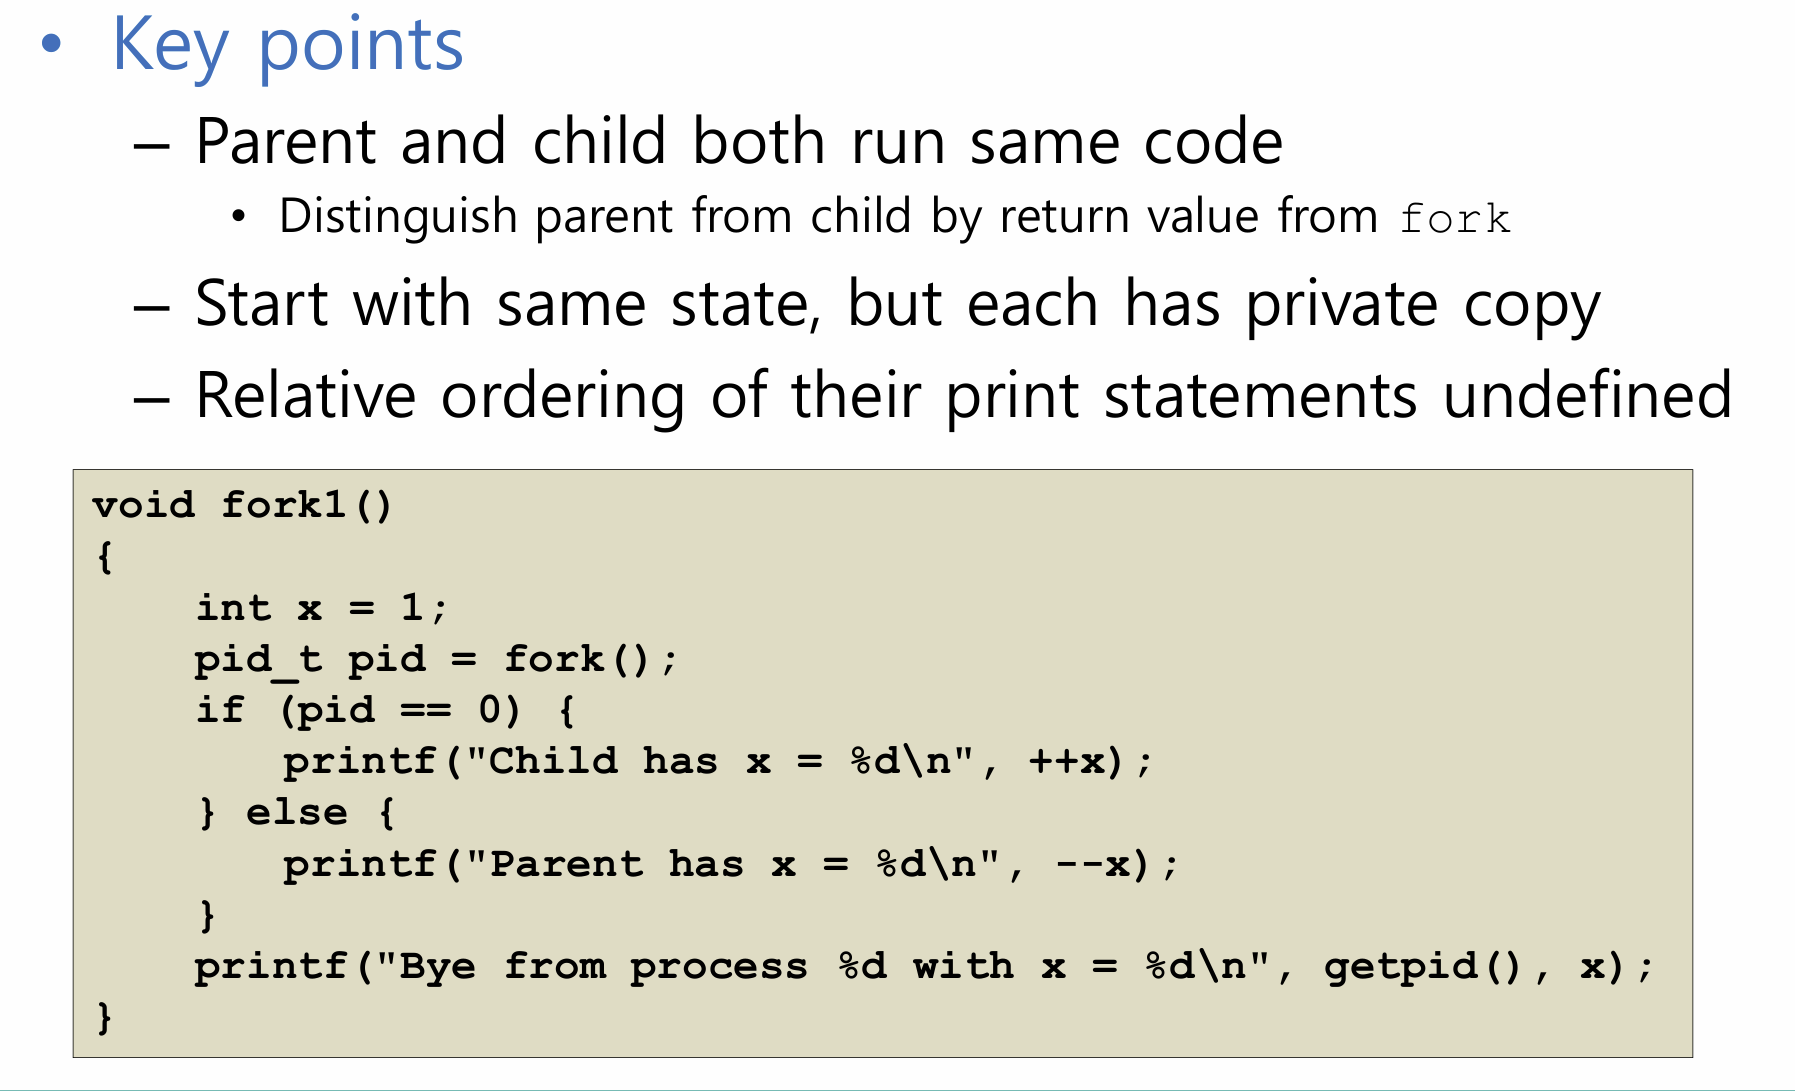 • Key points
– Parent and child both run same code
• Distinguish parent from child by return value from fork
– Start with same state, but each has private copy
– Relative ordering of their print statements undefined
void fork1()
{
    int x = 1;
    pid_t pid = fork();
    if (pid == 0) {
       printf("Child has x = %d\n", ++x);
    } else {
       printf("Parent has x = %d\n", --x);
    }
    printf("Bye from process %d with x = %d\n", getpid(), x);
}